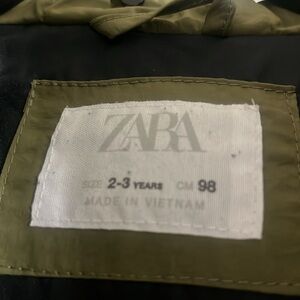 ZARA
SIZE 2-3 YEARS CM 98
MADE IN VIETNAM